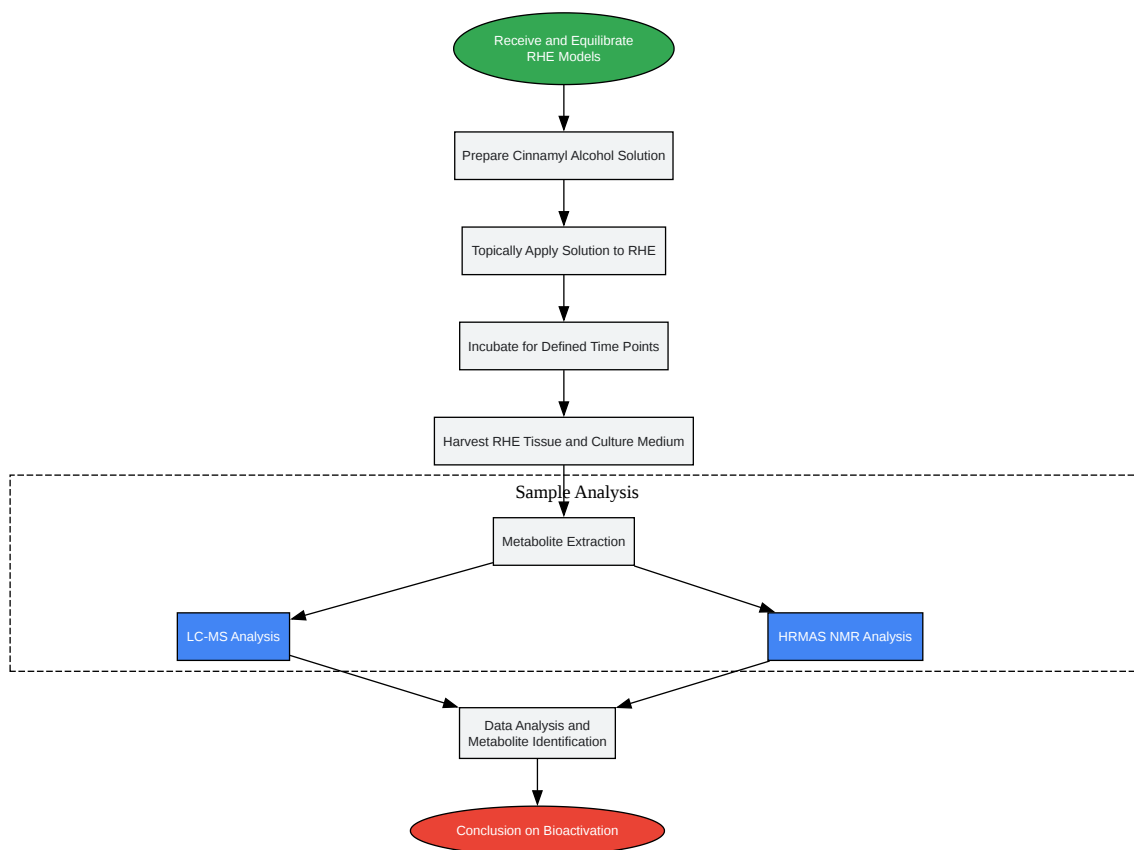 Receive and Equilibrate
RHE Models
Prepare Cinnamyl Alcohol Solution
Topically Apply Solution to RHE
Incubate for Defined Time Points
Harvest RHE Tissue and Culture Medium
Sample Analysis
Metabolite Extraction
LC-MS Analysis
HRMAS NMR Analysis
Data Analysis and
Metabolite Identification
Conclusion on Bioactivation